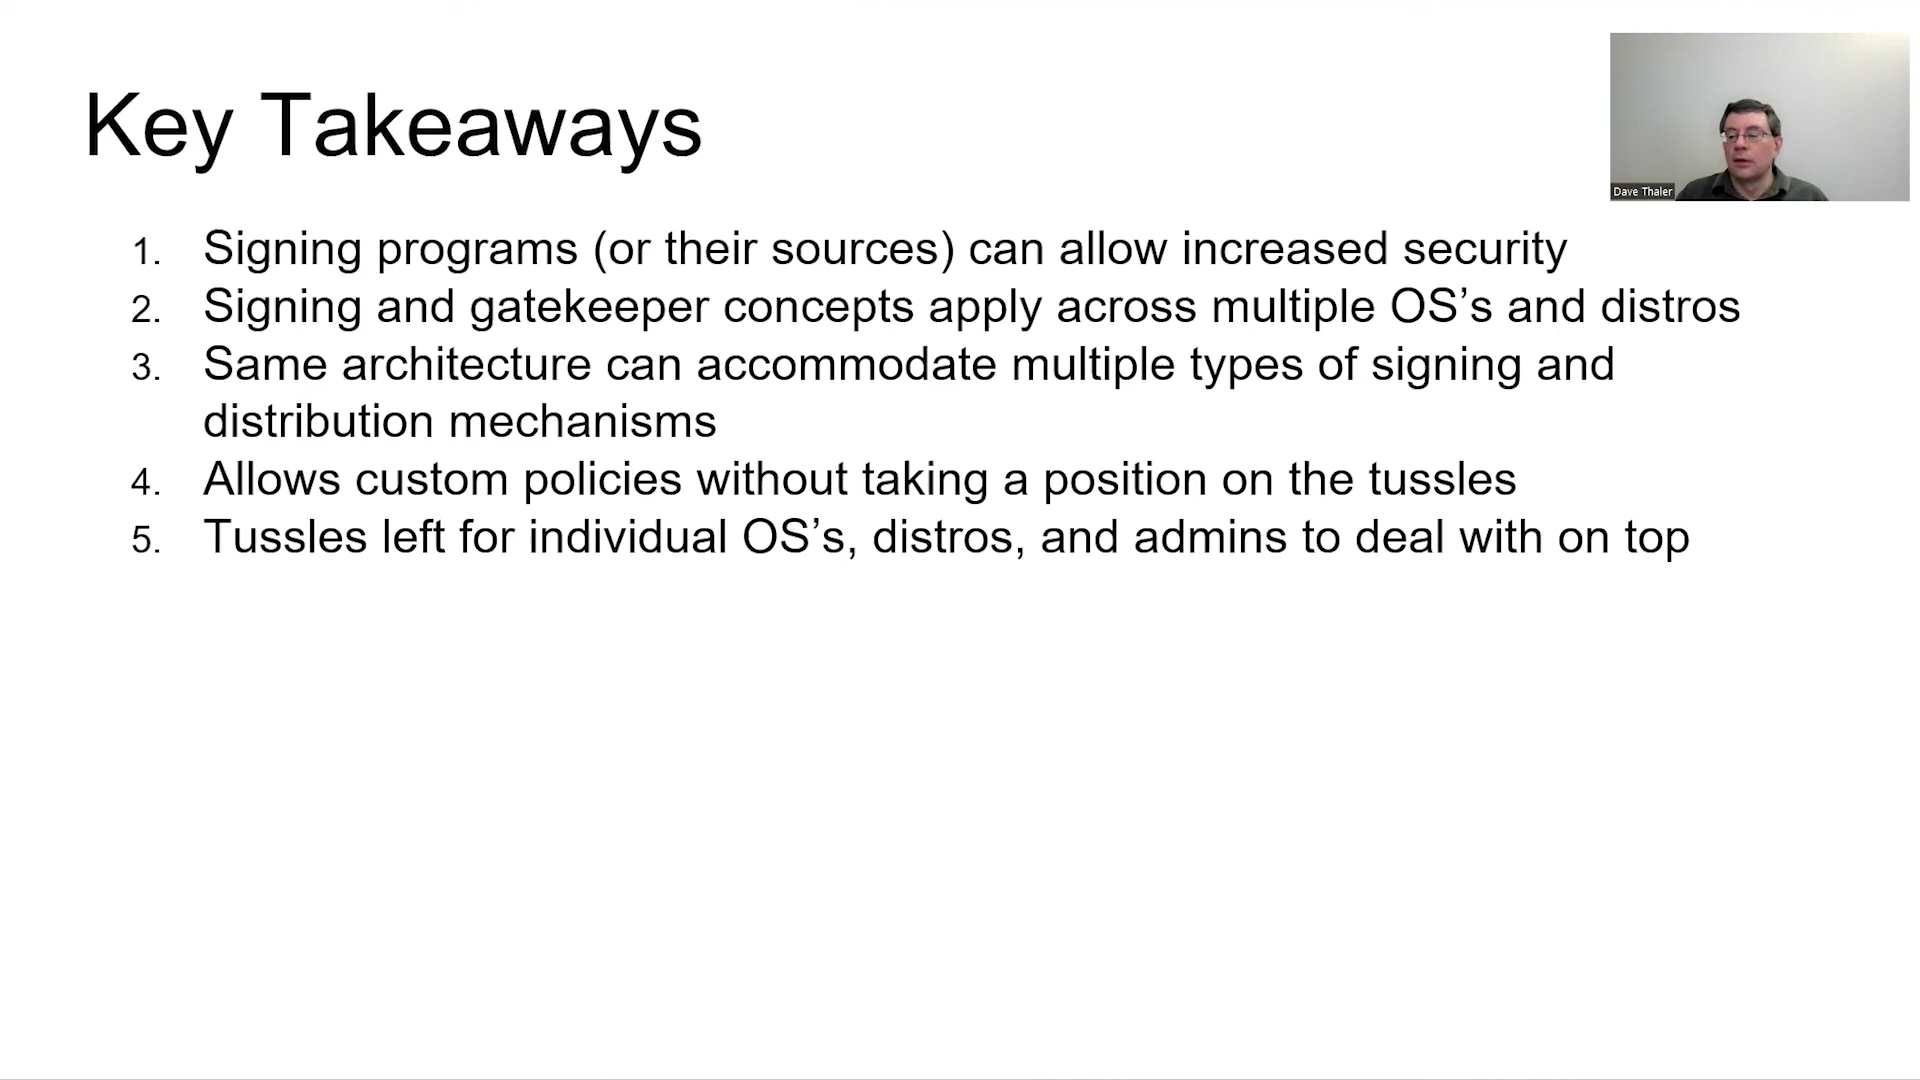 Key Takeaways
Dave Thaler
1. Signing programs (or their sources) can allow increased security
2. Signing and gatekeeper concepts apply across multiple OS’s and distros
3. Same architecture can accommodate multiple types of signing and
distribution mechanisms
4. Allows custom policies without taking a position on the tussles
5. Tussles left for individual OS’s, distros, and admins to deal with on top